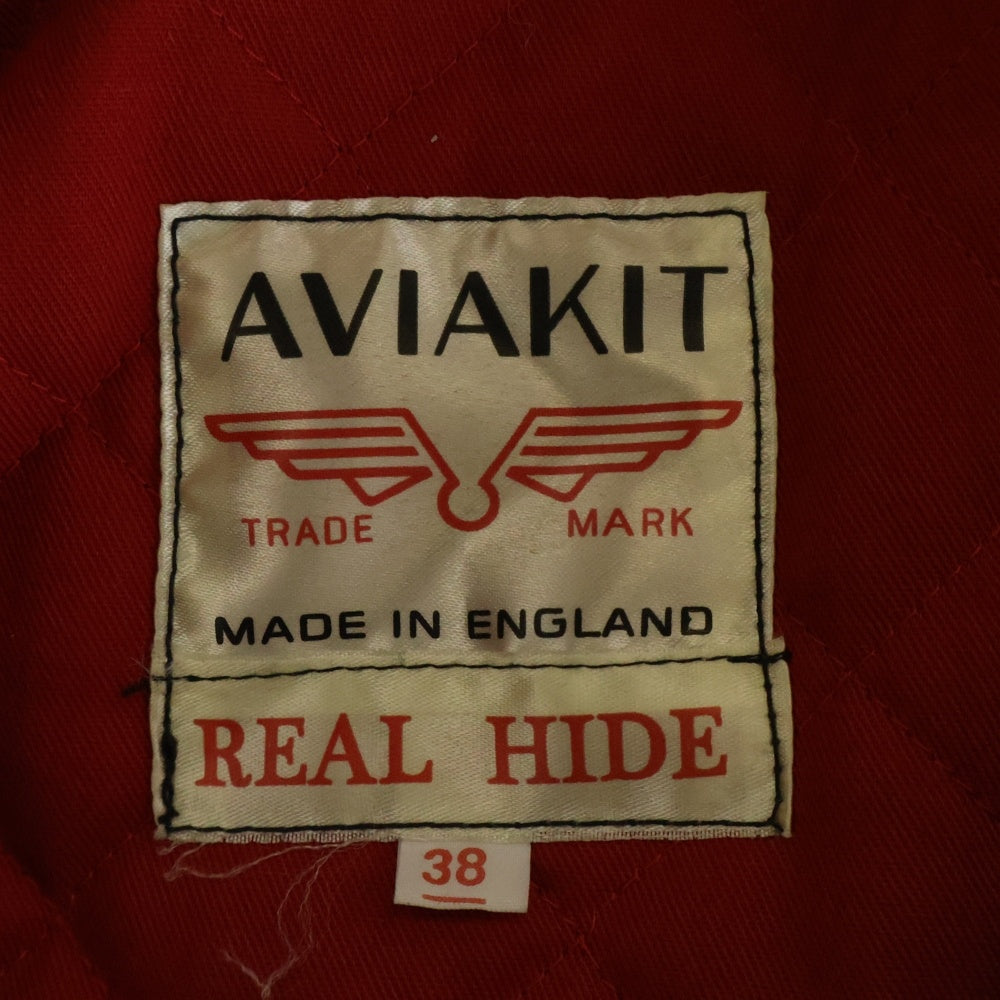 AVIAKIT
TRADE MARK
MADE IN ENGLAND
REAL HIDE
38